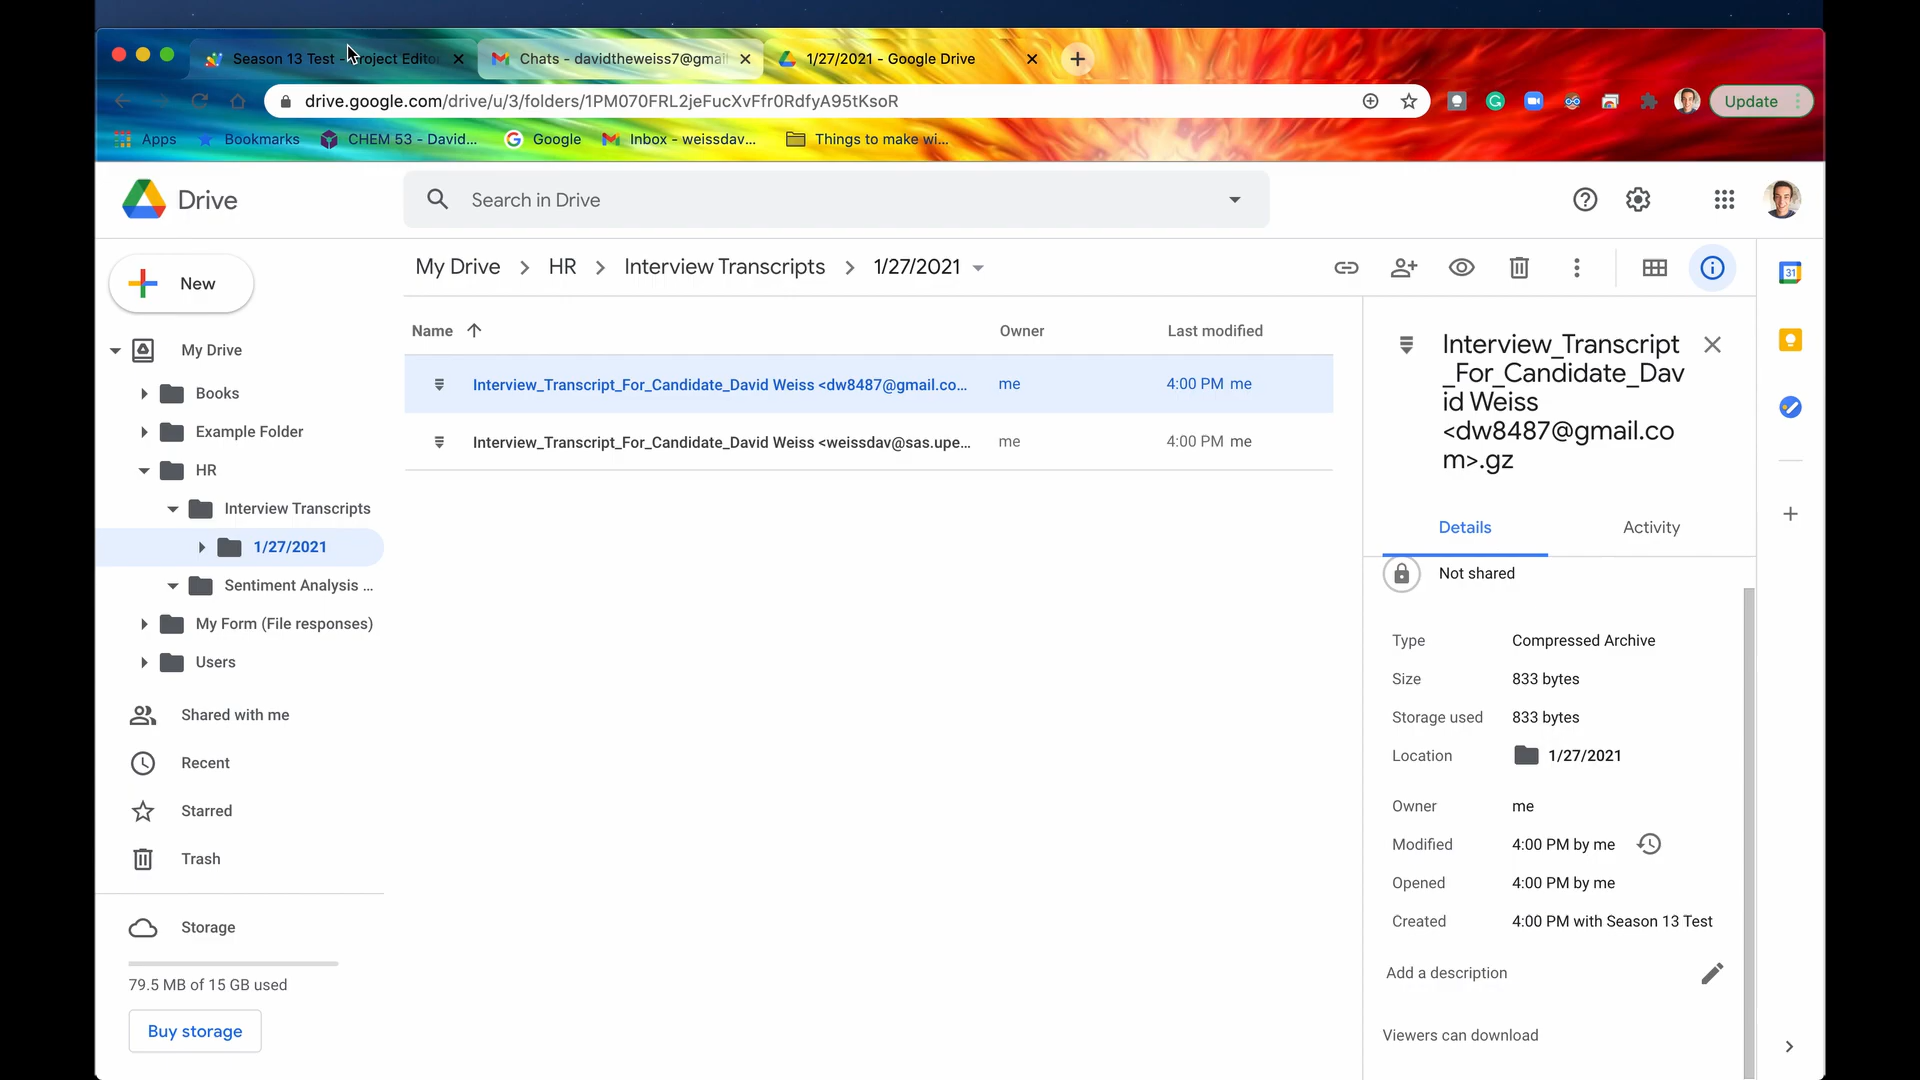 Season 13 Test - Project Edito
Chats - davidtheweiss7@gmail
1/27/2021 - Google Drive
drive.google.com/drive/u/3/folders/1PM070FRL2jeFucXvFfr0RdfyA95tKsoR
Update
Apps
Bookmarks
CHEM 53 - David...
Google
Inbox - weissdav...
Things to make wi...
Drive
Search in Drive
New
My Drive
HR
Interview Transcripts
1/27/2021
31
Name
Owner
Last modified
Interview_Transcript_For_Candidate_David Weiss <dw8487@gmail.co...
me
4:00 PM me
Interview_Transcript_For_Candidate_David Weiss <weissdav@sas.upe...
me
4:00 PM me
My Drive
Books
Example Folder
HR
Interview Transcripts
1/27/2021
Sentiment Analysis ...
My Form (File responses)
Users
Shared with me
Recent
Starred
Trash
Storage
79.5 MB of 15 GB used
Buy storage
Interview_Transcript
_For_Candidate_Dav
id Weiss
<dw8487@gmail.co
m>.gz
Details
Activity
Not shared
Type
Compressed Archive
Size
833 bytes
Storage used
833 bytes
Location
1/27/2021
Owner
me
Modified
4:00 PM by me
Opened
4:00 PM by me
Created
4:00 PM with Season 13 Test
Add a description
Viewers can download